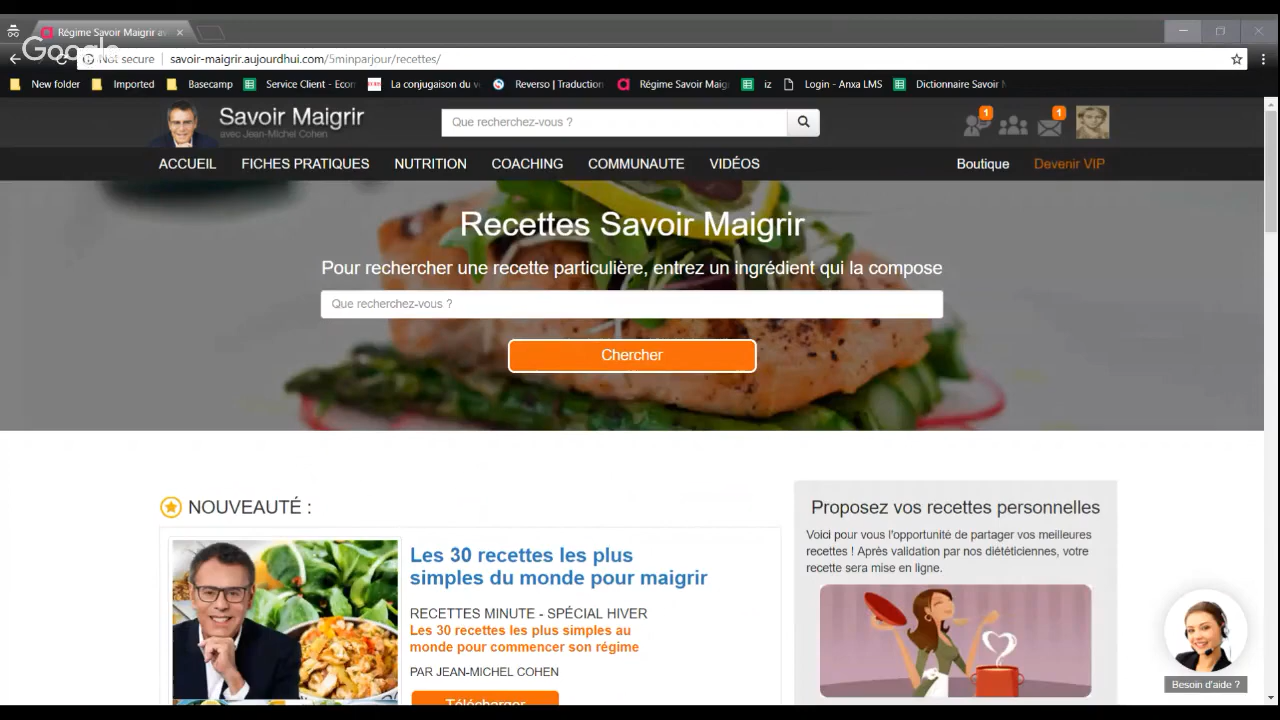 Régime Savoir Maigrir av
Google
Not secure
savoir-maigrir.aujourdhui.com/5minparjour/recettes/
New folder
Imported
Basecamp
Service Client - Econ
La conjugaison du v
Reverso | Traduction
Régime Savoir Maig
iz
Login - Anxa LMS
Dictionnaire Savoir
Savoir Maigrir
avec Jean-Michel Cohen
Que recherchez-vous ?
1
1
ACCUEIL
FICHES PRATIQUES
NUTRITION
COACHING
COMMUNAUTE
VIDÉOS
Boutique
Devenir VIP
Recettes Savoir Maigrir
Pour rechercher une recette particulière, entrez un ingrédient qui la compose
Que recherchez-vous ?
Chercher
NOUVEAUTÉ :
Les 30 recettes les plus
simples du monde pour maigrir
RECETTES MINUTE - SPÉCIAL HIVER
Les 30 recettes les plus simples au
monde pour commencer son régime
PAR JEAN-MICHEL COHEN
Télécharger
Proposez vos recettes personnelles
Voici pour vous l'opportunité de partager vos meilleures
recettes ! Après validation par nos diététiciennes, votre
recette sera mise en ligne.
Besoin d'aide ?